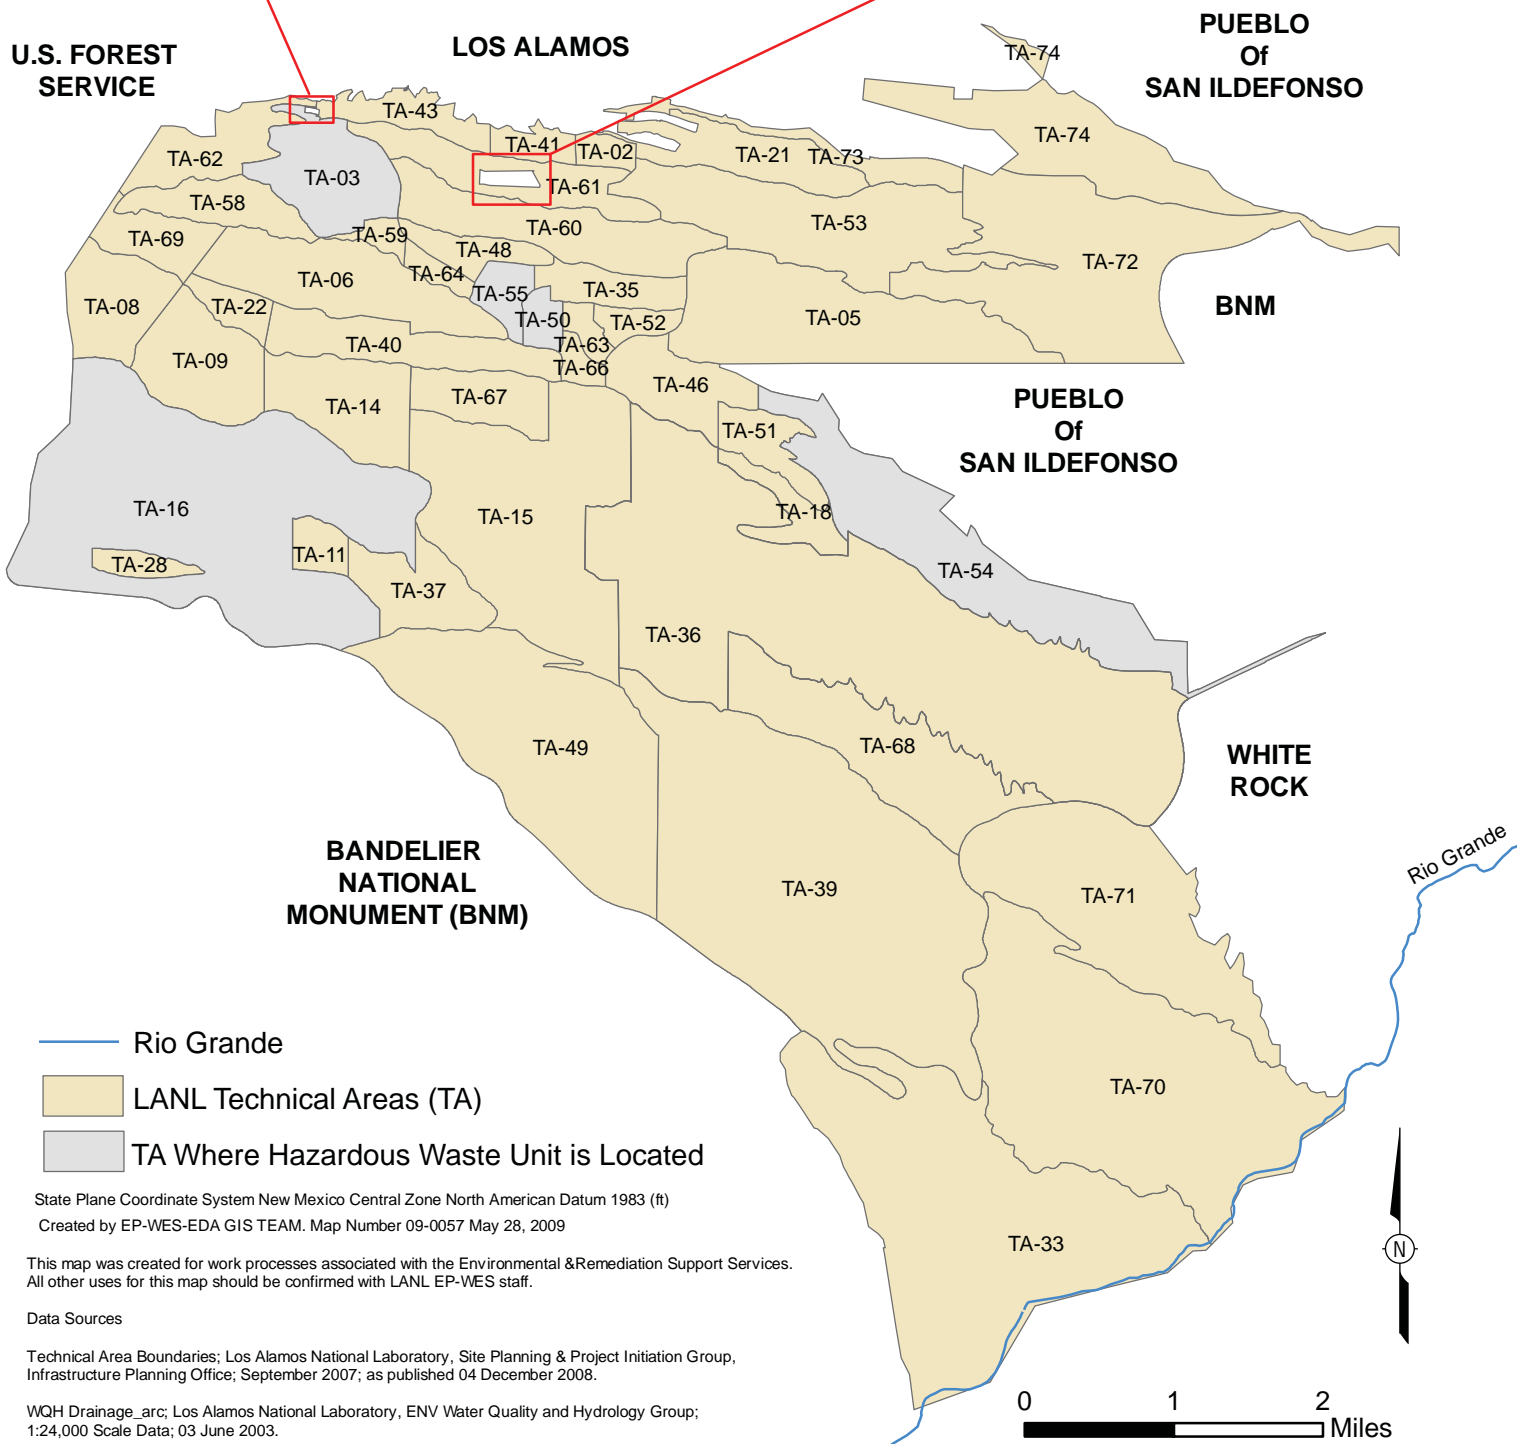 PUEBLO
Of
SAN ILDEFONSO
U.S. FOREST
SERVICE
LOS ALAMOS
TA-74
TA-43
TA-74
TA-41
TA-02
TA-21
TA-73
TA-62
TA-03
TA-61
TA-58
TA-53
TA-60
TA-59
TA-69
TA-48
TA-72
TA-64
TA-06
TA-55
TA-35
TA-08
TA-22
BNM
TA-50
TA-52
TA-05
TA-40
TA-63
TA-09
TA-66
TA-46
TA-67
TA-14
PUEBLO
Of
SAN ILDEFONSO
TA-51
TA-16
TA-15
TA-18
TA-11
TA-28
TA-54
TA-37
TA-36
TA-49
TA-68
WHITE
ROCK
BANDELIER
NATIONAL
MONUMENT (BNM)
TA-39
TA-71
Rio Grande
TA-70
TA-33
Rio Grande
LANL Technical Areas (TA)
TA Where Hazardous Waste Unit is Located
State Plane Coordinate System New Mexico Central Zone North American Datum 1983 (ft)
Created by EP-WES-EDA GIS TEAM. Map Number 09-0057 May 28, 2009
This map was created for work processes associated with the Environmental &Remediation Support Services.
All other uses for this map should be confirmed with LANL EP-WES staff.
Data Sources
Technical Area Boundaries; Los Alamos National Laboratory, Site Planning & Project Initiation Group,
Infrastructure Planning Office; September 2007; as published 04 December 2008.
WQH Drainage_arc; Los Alamos National Laboratory, ENV Water Quality and Hydrology Group;
1:24,000 Scale Data; 03 June 2003.
N
0 1 2
Miles